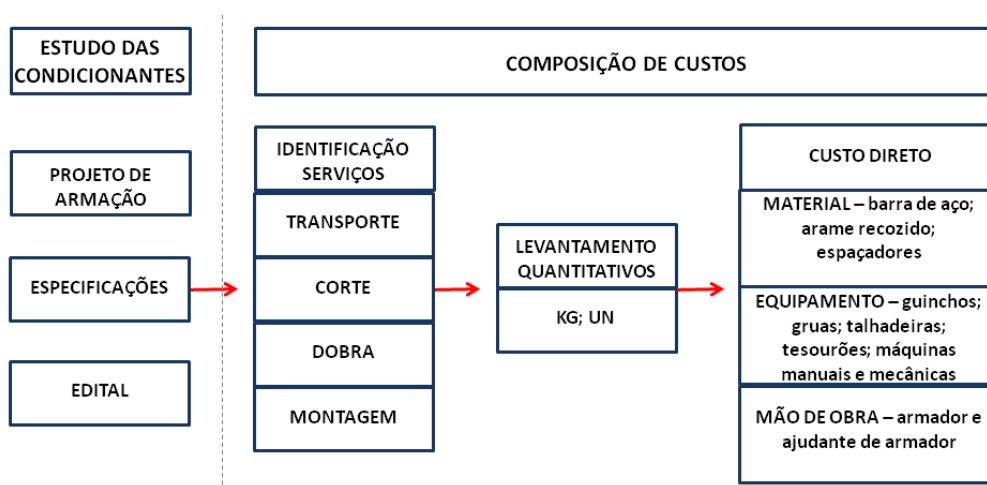 ESTUDO DAS
CONDICIONANTES
COMPOSIÇÃO DE CUSTOS
PROJETO DE
ARMAÇÃO
ESPECIFICAÇÕES
EDITAL
IDENTIFICAÇÃO
SERVIÇOS
TRANSPORTE
CORTE
DOBRA
MONTAGEM
LEVANTAMENTO
QUANTITATIVOS
KG; UN
CUSTO DIRETO
MATERIAL – barra de aço;
arame recozido;
espaçadores
EQUIPAMENTO – guinchos;
gruas; talhadeiras;
tesourões; máquinas
manuais e mecânicas
MÃO DE OBRA – armador e
ajudante de armador